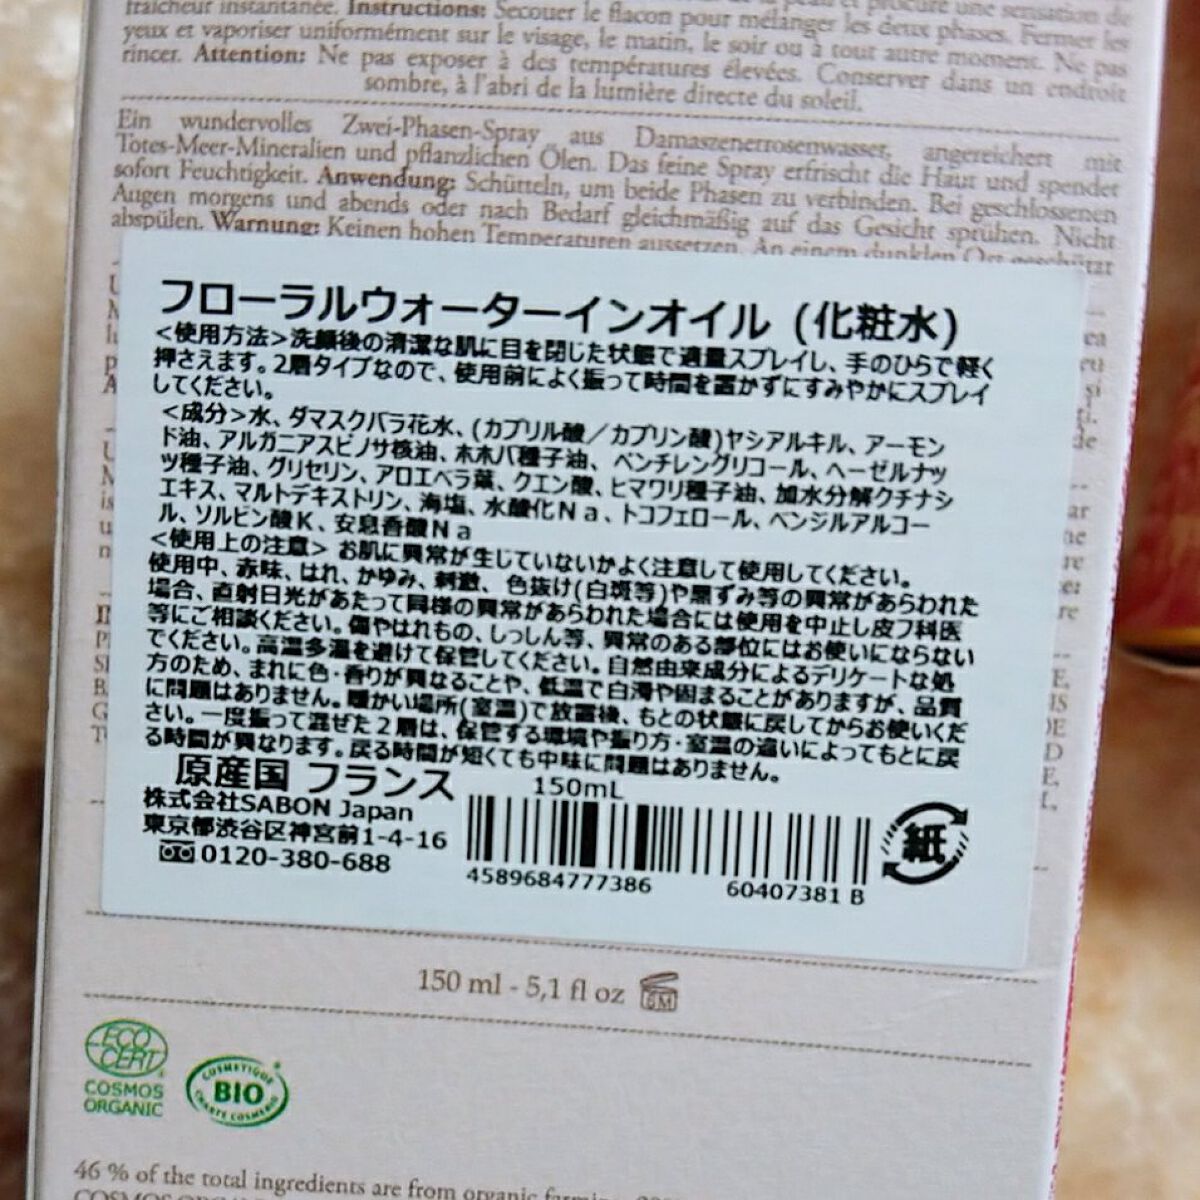 fraîcheur instantanée. Instructions: Secouer le flacon pour mélanger les deux phases. Fermer les
yeux et vaporiser uniformément sur le visage, le matin, le soir ou à tout autre moment. Ne pas
rincer. Attention: Ne pas exposer à des températures élevées. Conserver dans un endroit
sombre, à l'abri de la lumière directe du soleil.
Ein wundervolles Zwei-Phasen-Spray aus Damaszenerrosenwasser, angereichert mit
Totes-Meer-Mineralien und pflanzlichen Ölen. Das feine Spray erfrischt die Haut und spendet
sofort Feuchtigkeit. Anwendung: Schütteln, um beide Phasen zu verbinden. Bei geschlossenen
Augen morgens und abends oder nach Bedarf gleichmäßig auf das Gesicht sprühen. Nicht
abspülen. Warnung: Keinen hohen Temperaturen aussetzen. An einem dunklen Ort
フローラルウォーターインオイル (化粧水)
<使用方法>洗顔後の清潔な肌に目を閉じた状態で適量スプレイし、手のひらで軽く
押さえます。2層タイプなので、使用前によく振って時間を置かずにすみやかにスプレイ
してください。
<成分>水、ダマスクバラ花水、(カプリル酸/カプリン酸)ヤシアルキル、アーモン
ド油、アルガニアスピノサ核油、ホホバ種子油、ペンチレングリコール、ヘーゼルナッ
ツ種子油、グリセリン、アロエベラ葉、クエン酸、ヒマワリ種子油、加水分解クチナシ
エキス、マルトデキストリン、海塩、水酸化Na、トコフェロール、ベンジルアルコー
ル、ソルビン酸K、安息香酸Na
<使用上の注意> お肌に異常が生じていないかよく注意して使用してください。
使用中、赤味、はれ、かゆみ、刺激、色抜け(白斑等)や黒ずみ等の異常があらわれた
場合、直射日光があたって同様の異常があらわれた場合には使用を中止し皮フ科医
等にご相談ください。傷やはれもの、しっしん等、異常のある部位にはお使いにならない
でください。高温多湿を避けて保管してください。自然由来成分によるデリケートな処
方のため、まれに色・香りが異なることや、低温で白濁や固まることがありますが、品質
に問題はありません。暖かい場所(室温)で放置後、もとの状態に戻してからお使いくだ
さい。一度振って混ぜた2層は、保管する環境や振り方・室温の違いによってもとに戻
る時間が異なります。戻る時間が短くても中味に問題はありません。
原産国 フランス 150mL
株式会社SABON Japan
東京都渋谷区神宮前1-4-16
0120-380-688
4589684777386 60407381 B
紙
150 ml - 5,1 fl oz 6M
ECO
CERT
COSMOS
ORGANIC
COSMÉTIQUE
BIO
CHARTE COSMEBIO
46 % of the total ingredients are from organic farming